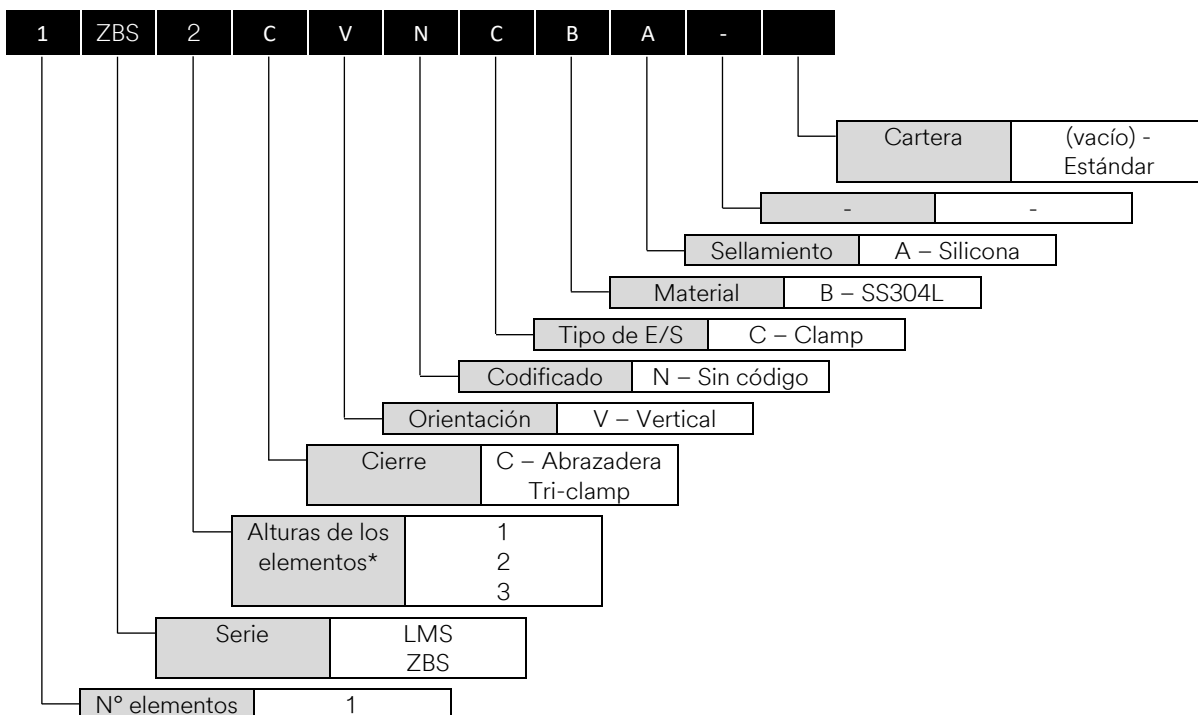 1 ZBS 2 C V N C B A -
Cartera (vacío) -
Estándar
- -
Sellamiento A – Silicona
Material B – SS304L
Tipo de E/S C – Clamp
Codificado N – Sin código
Orientación V – Vertical
Cierre C – Abrazadera
Tri-clamp
Alturas de los 1
elementos* 2
3
Serie LMS
ZBS
N° elementos 1